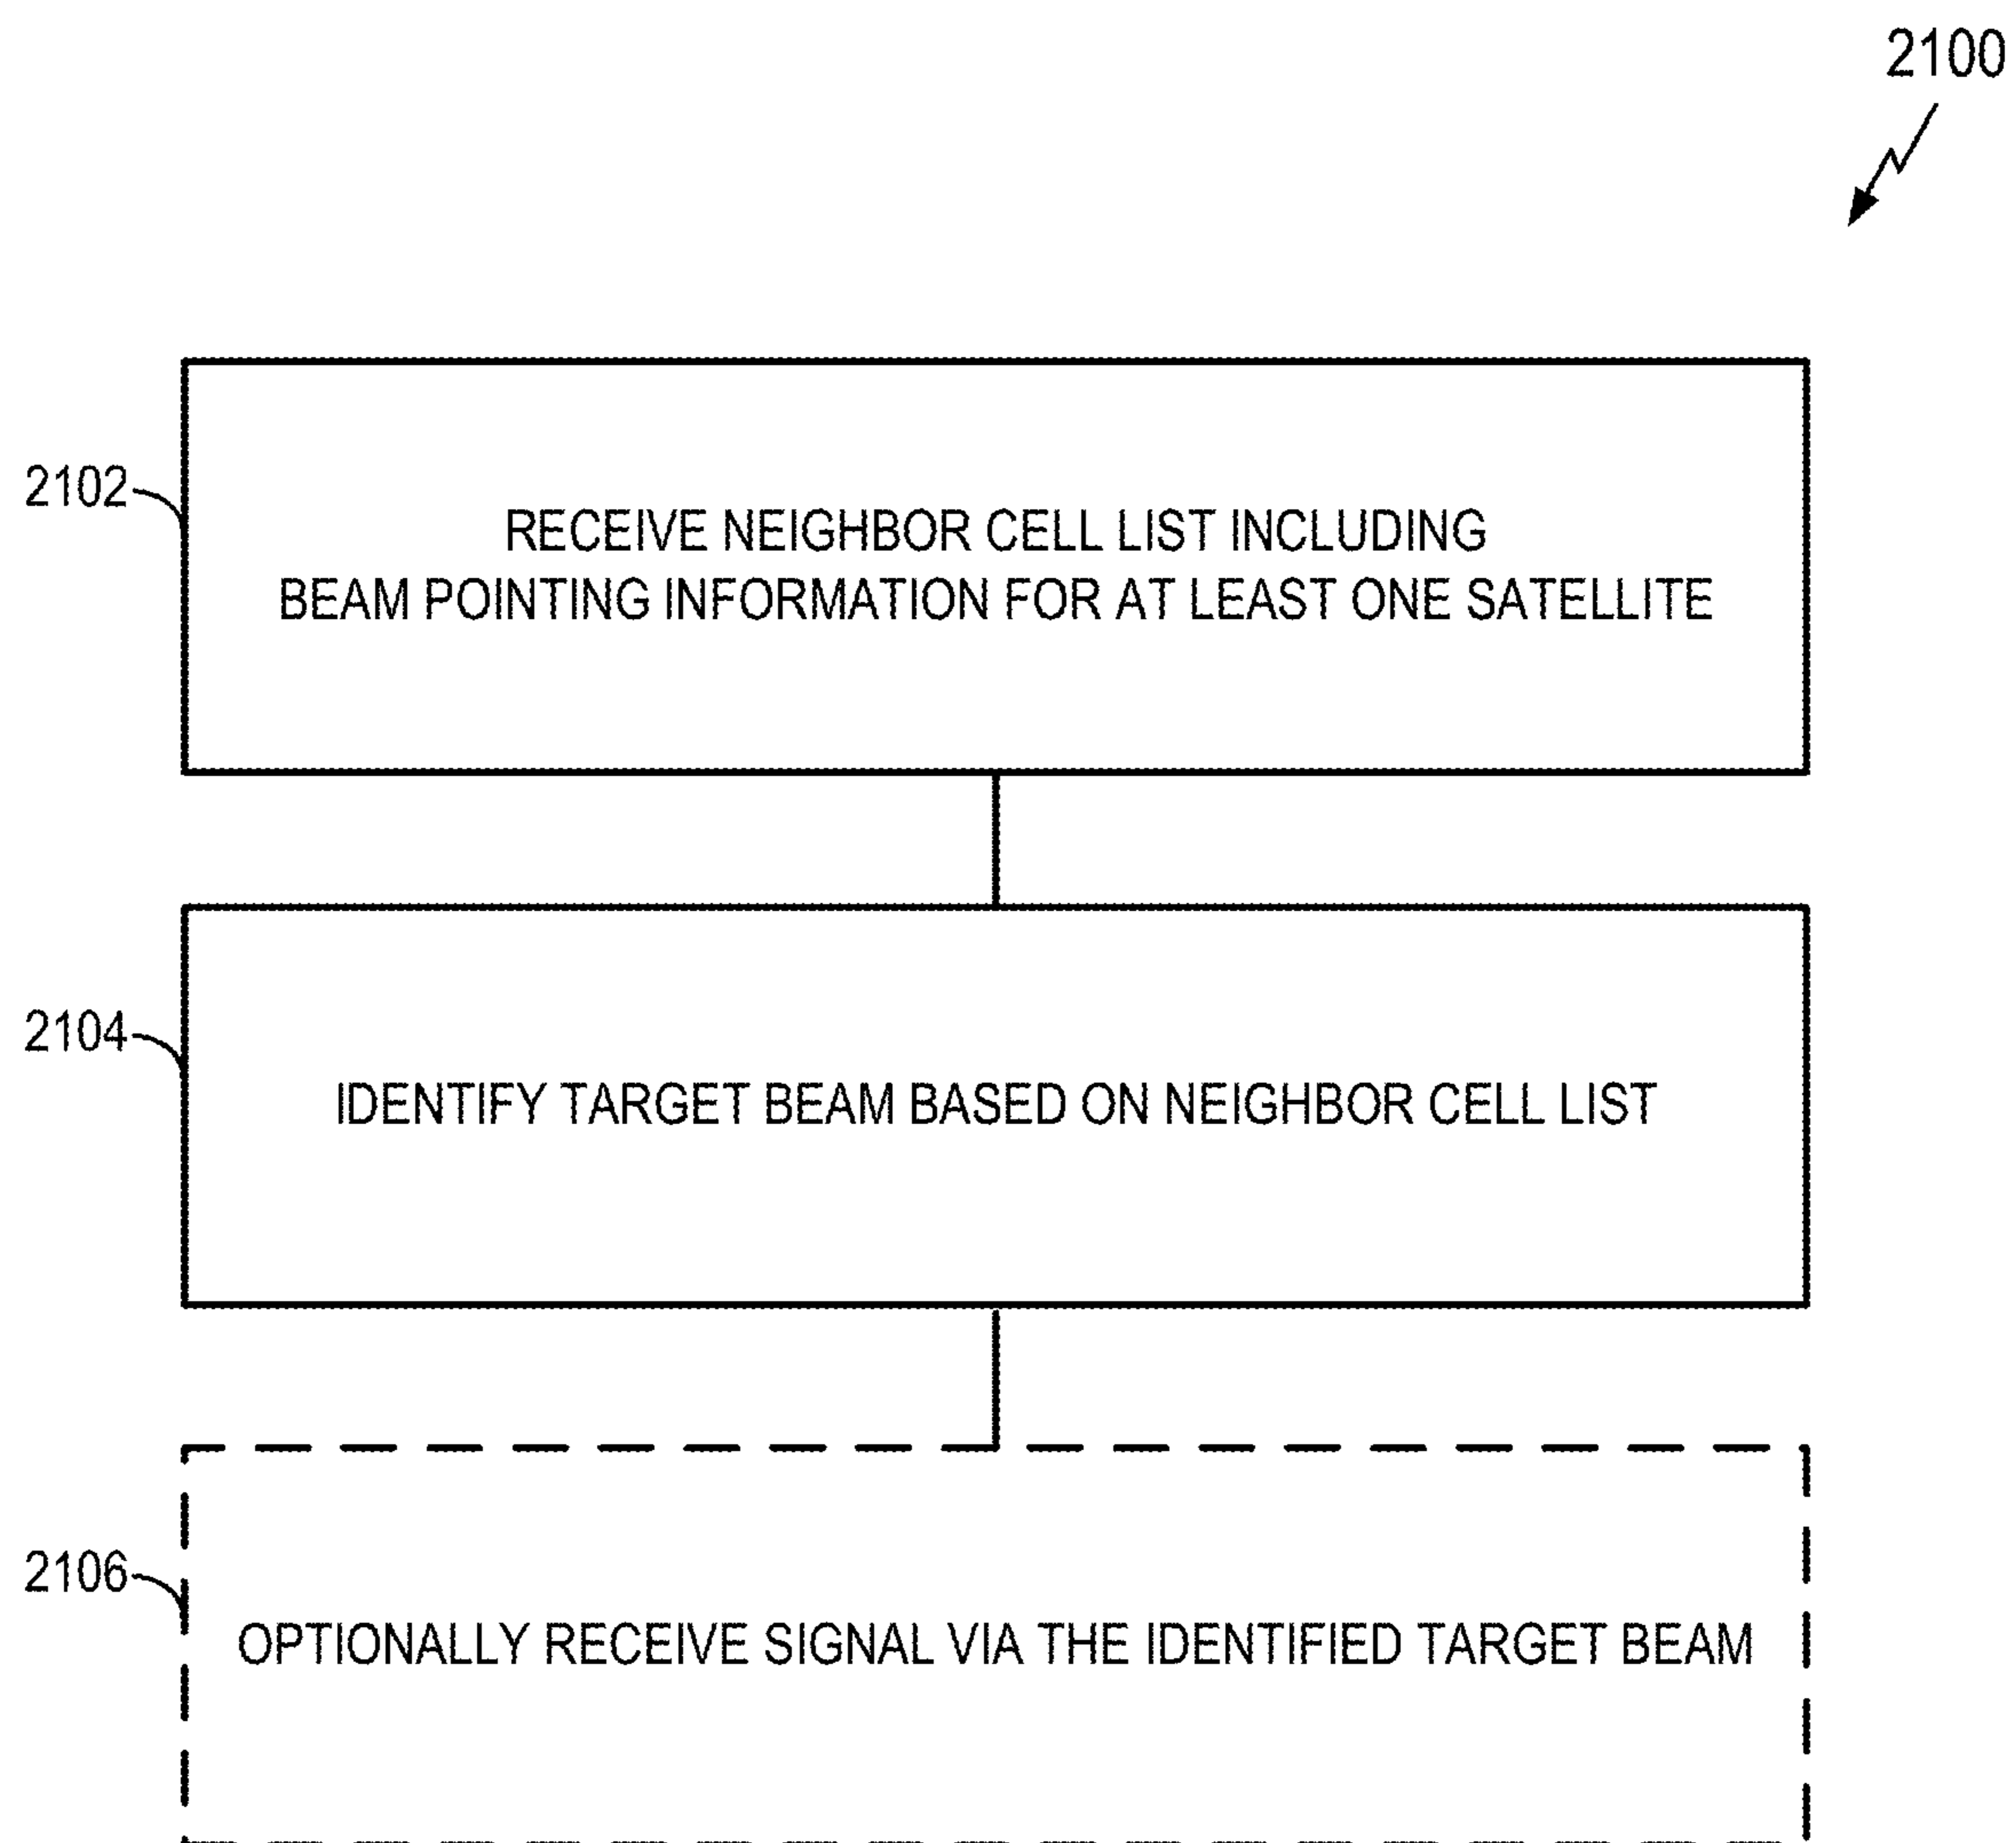 2100
2102
RECEIVE NEIGHBOR CELL LIST INCLUDING
BEAM POINTING INFORMATION FOR AT LEAST ONE SATELLITE
2104
IDENTIFY TARGET BEAM BASED ON NEIGHBOR CELL LIST
2106
OPTIONALLY RECEIVE SIGNAL VIA THE IDENTIFIED TARGET BEAM